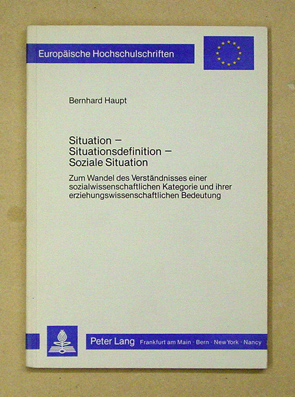 Europäische Hochschulschriften
Bernhard Haupt
Situation –
Situationsdefinition –
Soziale Situation
Zum Wandel des Verständnisses einer
sozialwissenschaftlichen Kategorie und ihrer
erziehungswissenschaftlichen Bedeutung
Peter Lang Frankfurt am Main · Bern · New York · Nancy